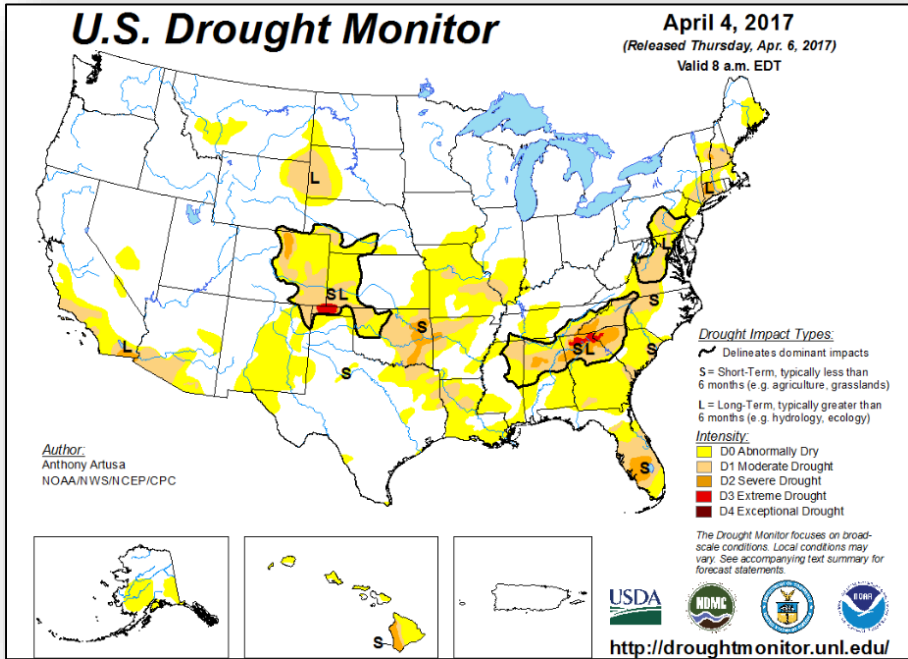 U.S. Drought Monitor
April 4, 2017
(Released Thursday, Apr. 6, 2017)
Valid 8 a.m. EDT
L
L
S L
L
L
S
S
S
S L
S
L
S
S
Drought Impact Types:
Delineates dominant impacts
S = Short-Term, typically less than
6 months (e.g. agriculture, grasslands)
L = Long-Term, typically greater than
6 months (e.g. hydrology, ecology)
Intensity:
D0 Abnormally Dry
D1 Moderate Drought
D2 Severe Drought
D3 Extreme Drought
D4 Exceptional Drought
Author:
Anthony Artusa
NOAA/NWS/NCEP/CPC
The Drought Monitor focuses on broad-
scale conditions. Local conditions may
vary. See accompanying text summary for
forecast statements.
USDA
NDMC
NOAA
http://droughtmonitor.unl.edu/